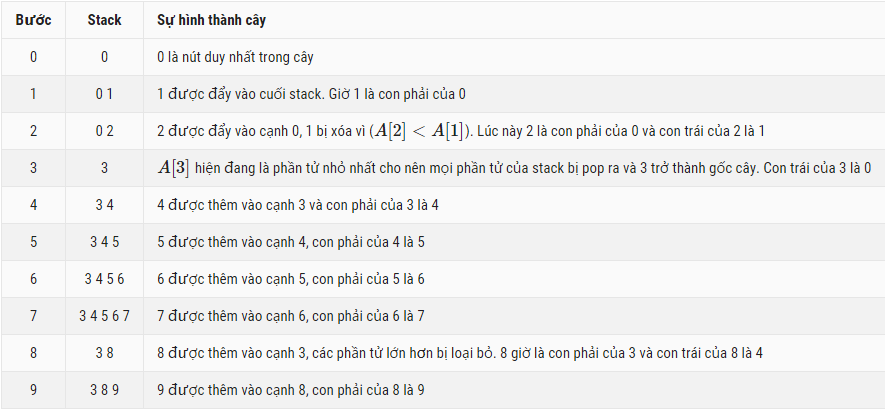 Bước Stack Sự hình thành cây
0 0 0 là nút duy nhất trong cây
1 0 1 1 được đẩy vào cuối stack. Giờ 1 là con phải của 0
2 0 2 2 được đẩy vào cạnh 0, 1 bị xóa vì (A[2] < A[1]). Lúc này 2 là con phải của 0 và con trái của 2 là 1
3 3 A[3] hiện đang là phần tử nhỏ nhất cho nên mọi phần tử của stack bị pop ra và 3 trở thành gốc cây. Con trái của 3 là 0
4 3 4 4 được thêm vào cạnh 3 và con phải của 3 là 4
5 3 4 5 5 được thêm vào cạnh 4, con phải của 4 là 5
6 3 4 5 6 6 được thêm vào cạnh 5, con phải của 5 là 6
7 3 4 5 6 7 7 được thêm vào cạnh 6, con phải của 6 là 7
8 3 8 8 được thêm vào cạnh 3, các phần tử lớn hơn bị loại bỏ. 8 giờ là con phải của 3 và con trái của 8 là 4
9 3 8 9 9 được thêm vào cạnh 8, con phải của 8 là 9